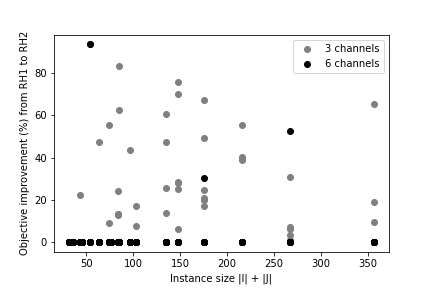 3 channels
6 channels
Objective improvement (%) from RH1 to RH2
80
60
40
20
0
50 100 150 200 250 300 350
Instance size |I| + |J|